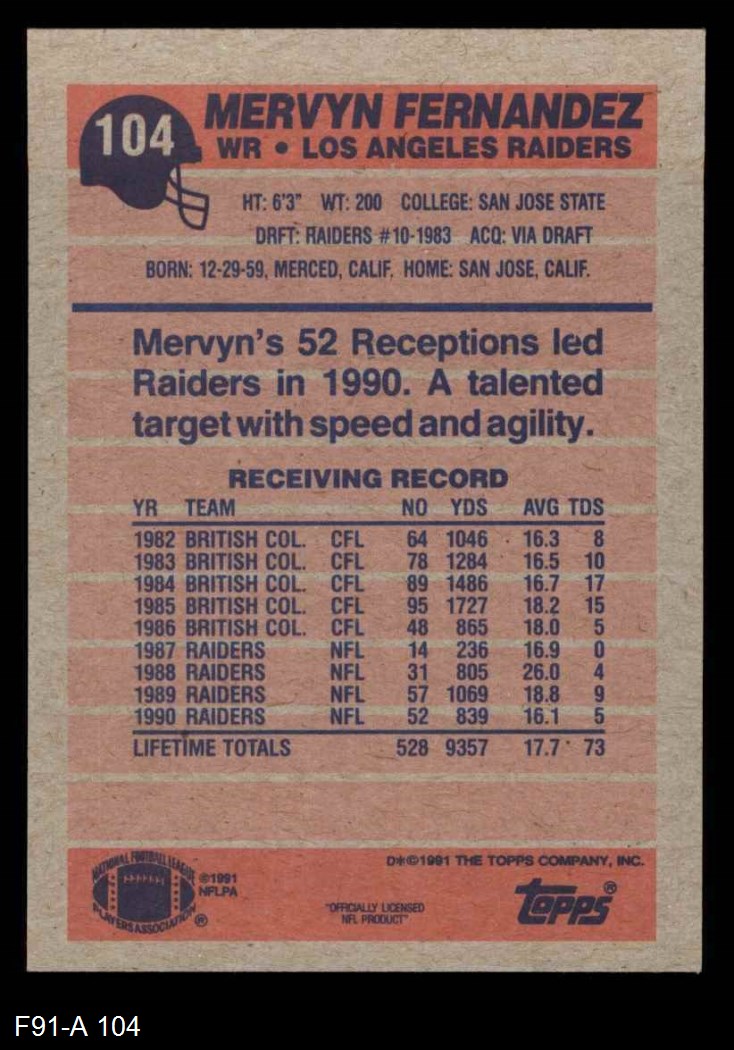 104
MERVYN FERNANDEZ
WR • LOS ANGELES RAIDERS
HT: 6'3" WT: 200 COLLEGE: SAN JOSE STATE
DRFT: RAIDERS #10-1983 ACQ: VIA DRAFT
BORN: 12-29-59, MERCED, CALIF. HOME: SAN JOSE, CALIF.
Mervyn's 52 Receptions led
Raiders in 1990. A talented
target with speed and agility.
RECEIVING RECORD
YR TEAM NO YDS AVG TDS
1982 BRITISH COL. CFL 64 1046 16.3 8
1983 BRITISH COL. CFL 78 1284 16.5 10
1984 BRITISH COL. CFL 89 1486 16.7 17
1985 BRITISH COL. CFL 95 1727 18.2 15
1986 BRITISH COL. CFL 48 865 18.0 5
1987 RAIDERS NFL 14 236 16.9 0
1988 RAIDERS NFL 31 805 26.0 4
1989 RAIDERS NFL 57 1069 18.8 9
1990 RAIDERS NFL 52 839 16.1 5
LIFETIME TOTALS 528 9357 17.7 73
D*©1991 THE TOPPS COMPANY, INC.
NATIONAL FOOTBALL LEAGUE
PLAYERS ASSOCIATION ®
©1991
NFLPA
"OFFICIALLY LICENSED
NFL PRODUCT"
topps®
F91-A 104